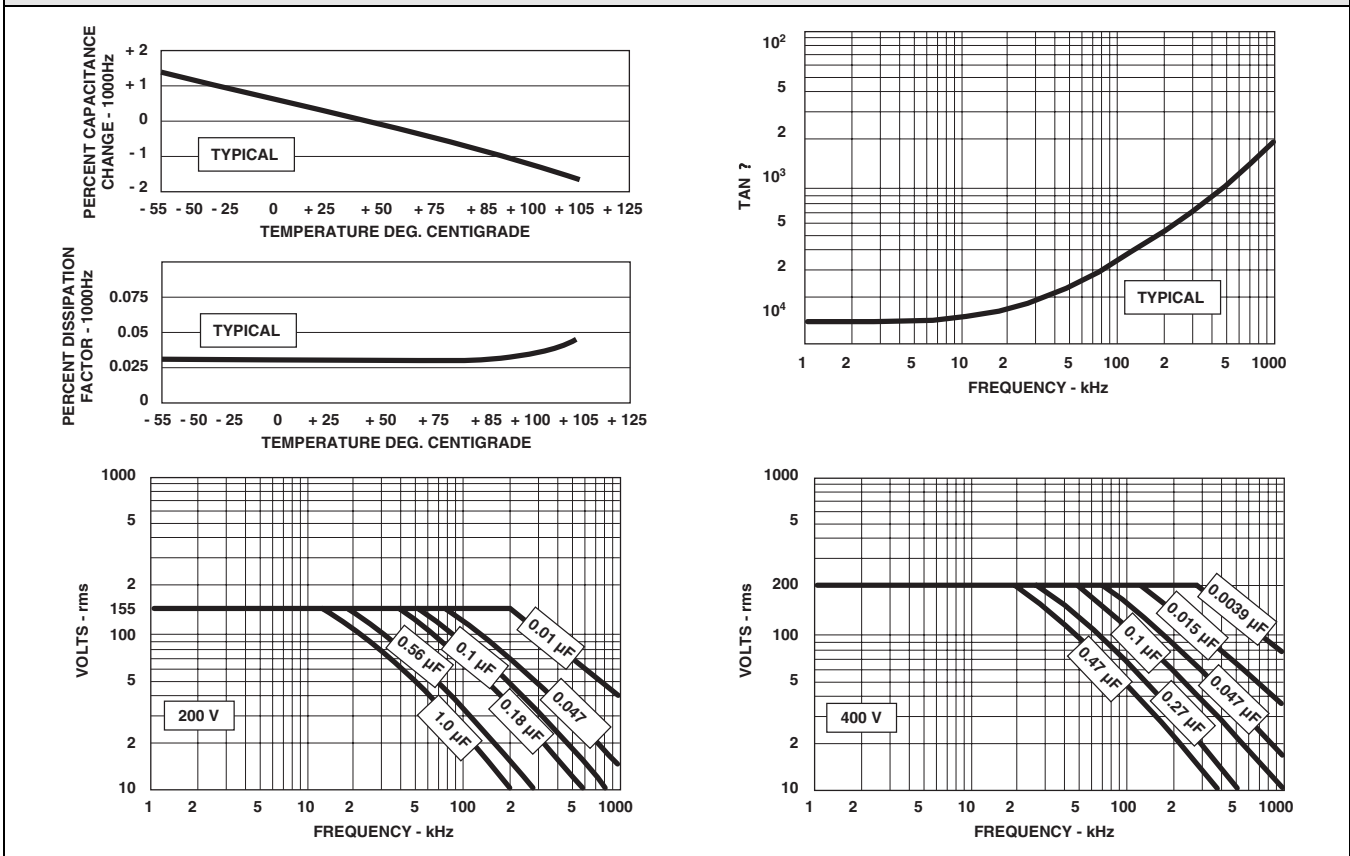 PERCENT CAPACITANCE
CHANGE - 1000Hz
+ 2
+ 1
0
- 1
- 2
TYPICAL
- 55 - 50 - 25 0 + 25 + 50 + 75 + 85 + 100 + 105 + 125
TEMPERATURE DEG. CENTIGRADE
PERCENT DISSIPATION
FACTOR - 1000Hz
0.075
0.05
0.025
0
TYPICAL
- 55 - 50 - 25 0 + 25 + 50 + 75 + 85 + 100 + 105 + 125
TEMPERATURE DEG. CENTIGRADE
TAN ?
10²
5
2
10³
5
2
10⁴
TYPICAL
1 2 5 10 2 5 100 2 5 1000
FREQUENCY - kHz
VOLTS - rms
1000
5
2
155
100
5
2
10
200 V
0.01 µF
0.56 µF
0.1 µF
0.047
0.18 µF
1.0 µF
1 2 5 10 2 5 100 2 5 1000
FREQUENCY - kHz
VOLTS - rms
1000
5
200
100
5
2
10
400 V
0.0039 µF
0.015 µF
0.1 µF
0.47 µF
0.047 µF
0.27 µF
1 2 5 10 2 5 100 2 5 1000
FREQUENCY - kHz